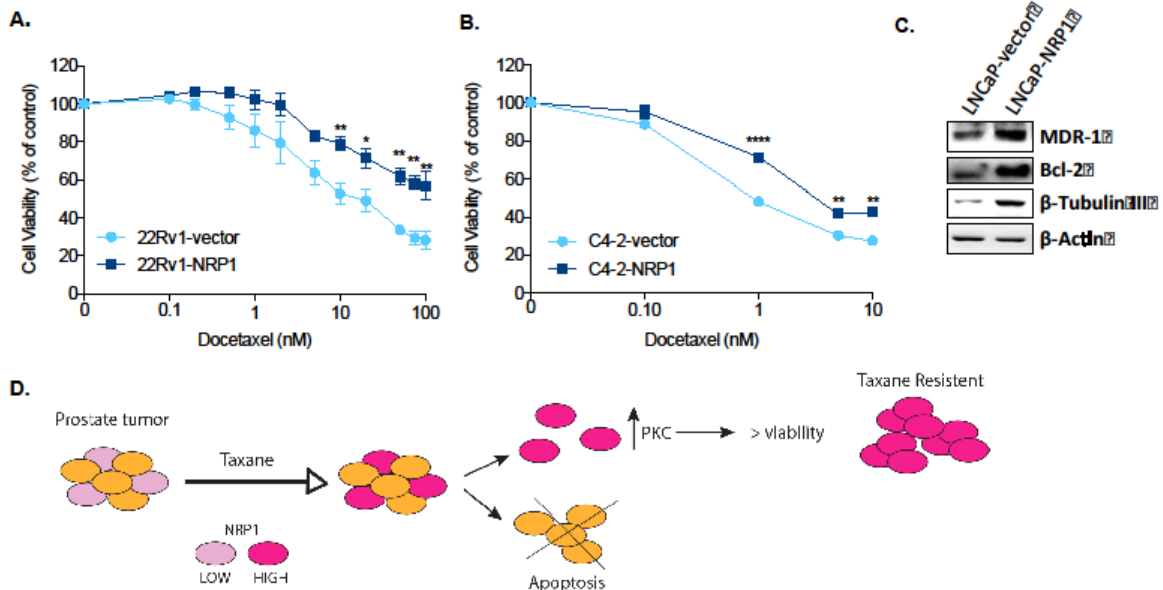 A.
Cell Viability (% of control)
120
100
80
60
40
20
0
** * ** ** **
22Rv1-vector
22Rv1-NRP1
0 0.1 1 10 100
Docetaxel (nM)
B.
Cell Viability (% of control)
120
100
80
60
40
20
0
**** ** **
C4-2-vector
C4-2-NRP1
0 0.10 1 10
Docetaxel (nM)
C.
LNCaP-vector
LNCaP-NRP1
MDR-1
Bcl-2
β-Tubulin III
β-Actin
D.
Prostate tumor
Taxane
NRP1
LOW HIGH
PKC
> viability
Apoptosis
Taxane Resistent